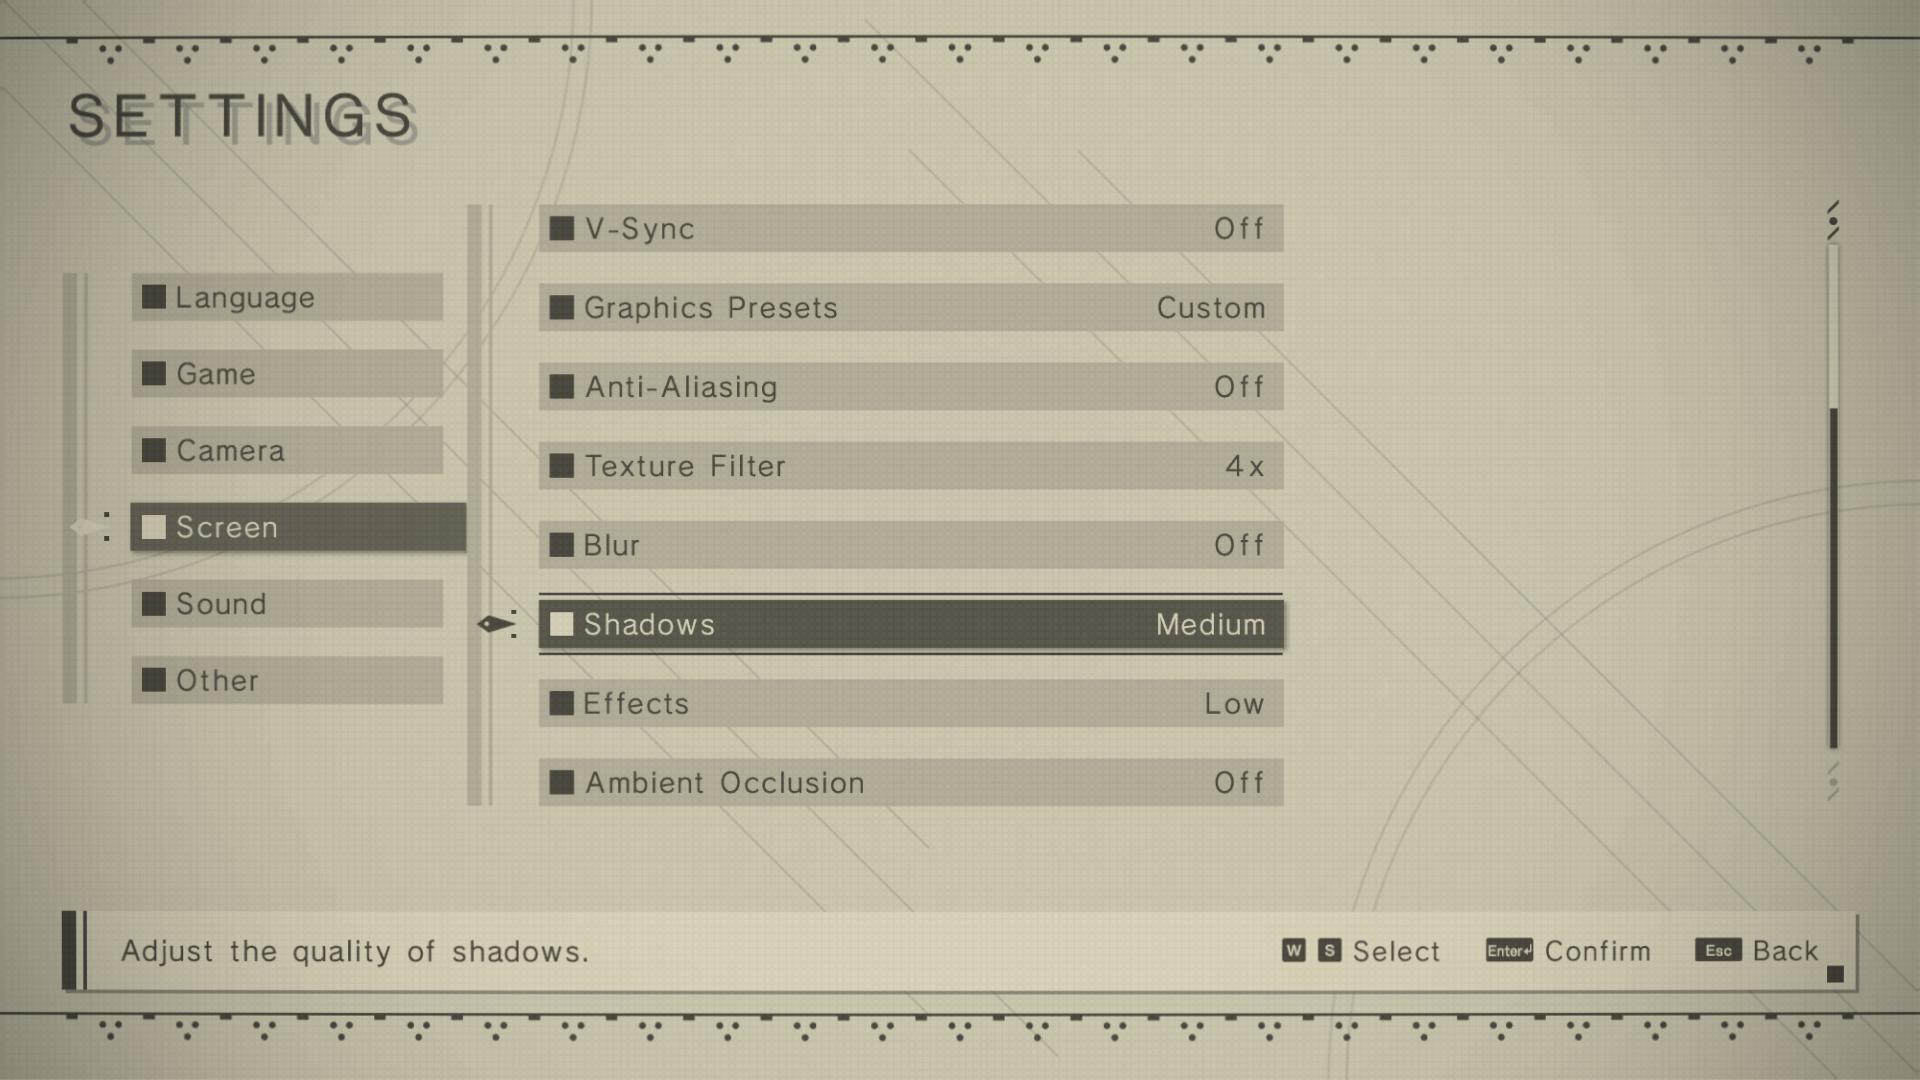 SETTINGS
Language
Game
Camera
Screen
Sound
Other
V-Sync Off
Graphics Presets Custom
Anti-Aliasing Off
Texture Filter 4x
Blur Off
Shadows Medium
Effects Low
Ambient Occlusion Off
Adjust the quality of shadows.
W S Select Enter↵ Confirm Esc Back